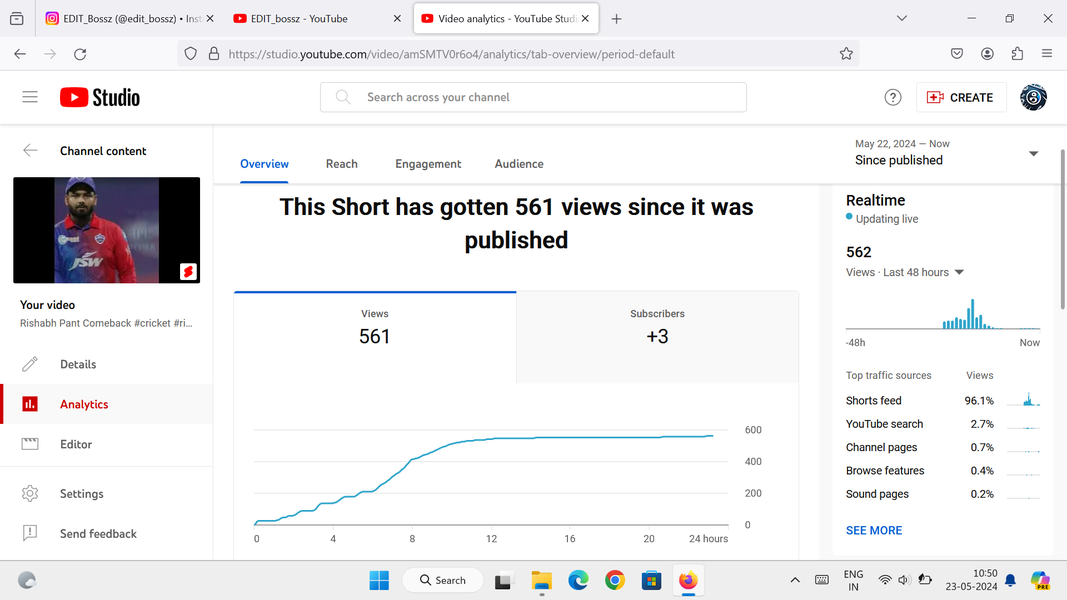 EDIT_Bossz (@edit_bossz) • Inst
EDIT_bossz - YouTube
Video analytics - YouTube Studi
https://studio.youtube.com/video/amSMTV0r6o4/analytics/tab-overview/period-default
Studio
Search across your channel
CREATE
Channel content
Overview
Reach
Engagement
Audience
May 22, 2024 — Now
Since published
JSW
Your video
Rishabh Pant Comeback #cricket #ri...
Details
Analytics
Editor
Settings
Send feedback
This Short has gotten 561 views since it was
published
Views
561
Subscribers
+3
600
400
200
0
0 4 8 12 16 20 24 hours
Realtime
Updating live
562
Views · Last 48 hours
-48h Now
Top traffic sources Views
Shorts feed 96.1%
YouTube search 2.7%
Channel pages 0.7%
Browse features 0.4%
Sound pages 0.2%
SEE MORE
Search
ENG
IN
10:50
23-05-2024
PRE